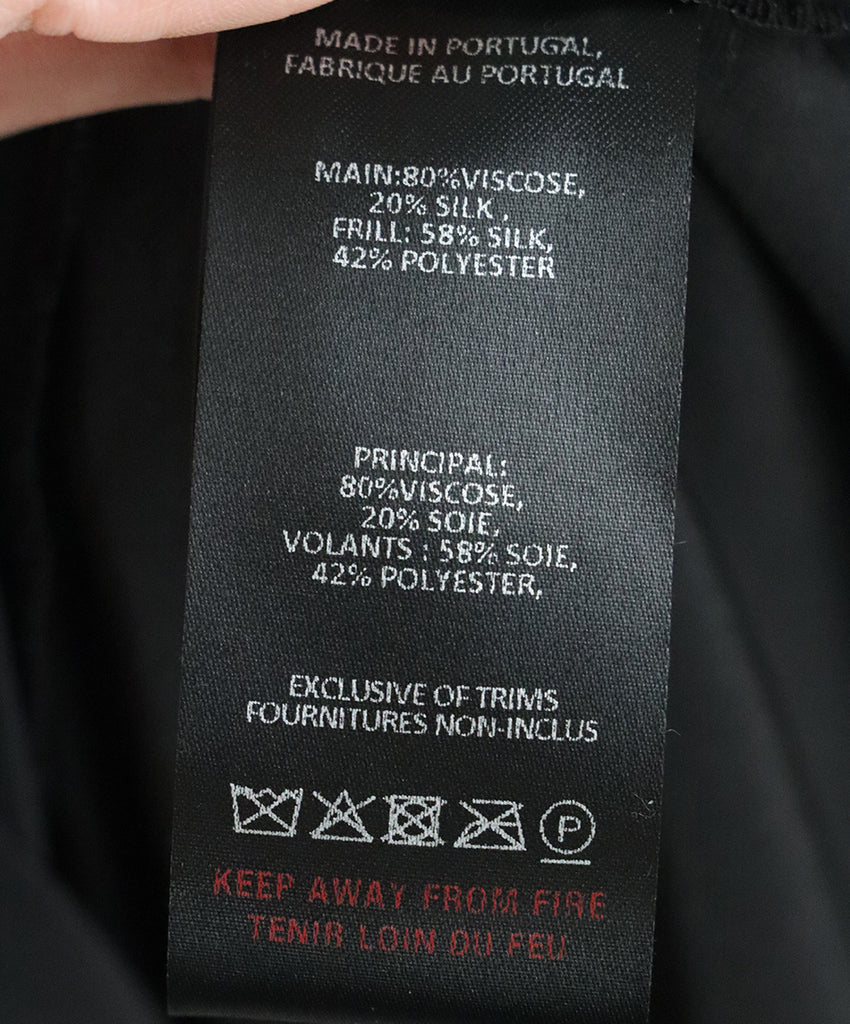 MADE IN PORTUGAL,
FABRIQUE AU PORTUGAL
MAIN:80%VISCOSE,
20% SILK ,
FRILL: 58% SILK,
42% POLYESTER
PRINCIPAL:
80%VISCOSE,
20% SOIE,
VOLANTS : 58% SOIE,
42% POLYESTER,
EXCLUSIVE OF TRIMS
FOURNITURES NON-INCLUS
P
KEEP AWAY FROM FIRE
TENIR LOIN DU FEU